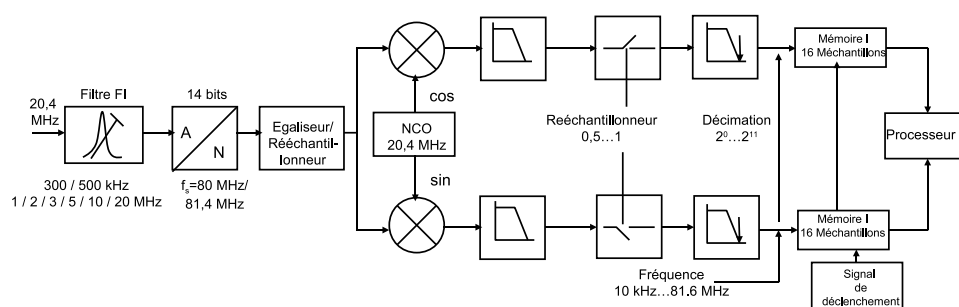 20,4
MHz
Filtre FI
300 / 500 kHz
1 / 2 / 3 / 5 / 10 / 20 MHz
14 bits
A
N
fₛ=80 MHz/
81,4 MHz
Egaliseur/
Rééchantil-
lonneur
cos
NCO
20,4 MHz
sin
Reéchantillonneur
0,5...1
Décimation
2⁰...2¹¹
Fréquence
10 kHz...81.6 MHz
Mémoire I
16 Méchantillons
Processeur
Mémoire I
16 Méchantillons
Signal
de
déclenchement